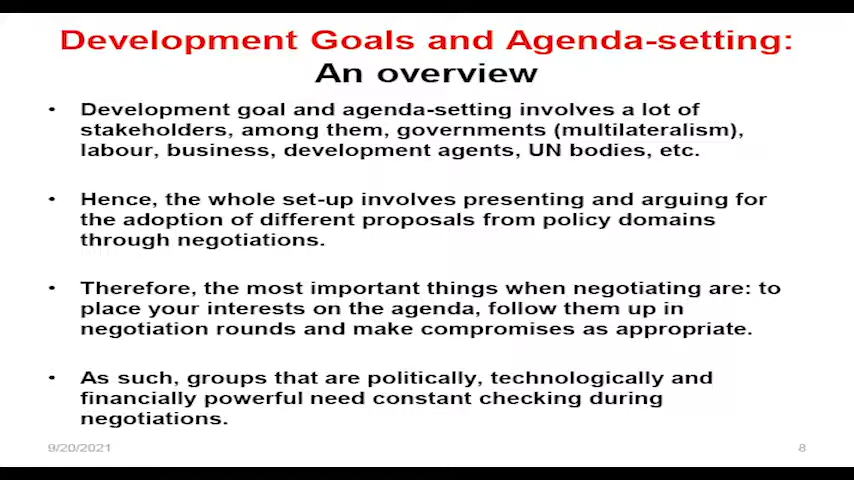 Development Goals and Agenda-setting:
An overview
• Development goal and agenda-setting involves a lot of
stakeholders, among them, governments (multilateralism),
labour, business, development agents, UN bodies, etc.
• Hence, the whole set-up involves presenting and arguing for
the adoption of different proposals from policy domains
through negotiations.
• Therefore, the most important things when negotiating are: to
place your interests on the agenda, follow them up in
negotiation rounds and make compromises as appropriate.
• As such, groups that are politically, technologically and
financially powerful need constant checking during
negotiations.
9/20/2021
8